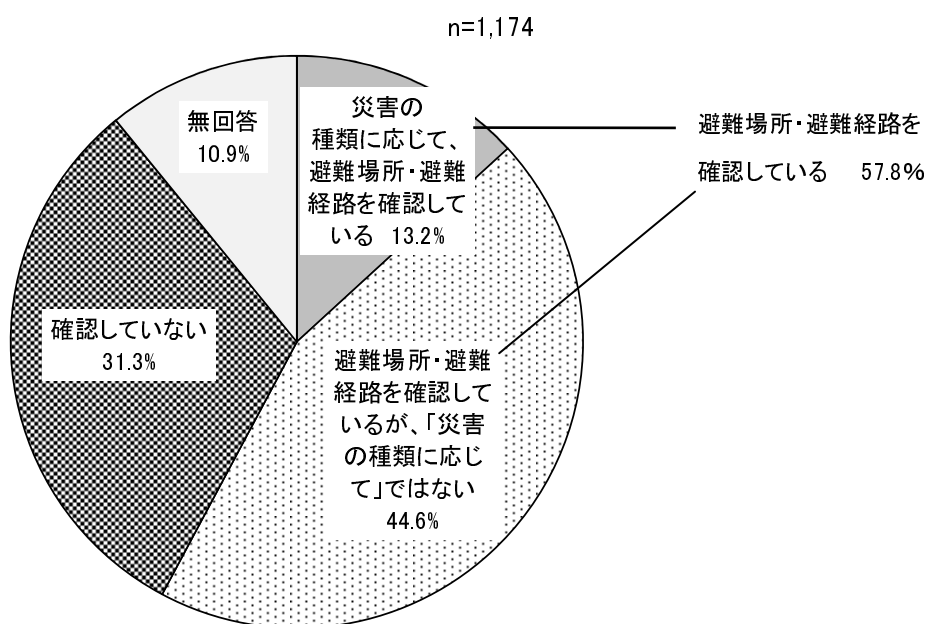 n=1,174
災害の
種類に応じて、
避難場所・避難
経路を確認して
いる 13.2%
避難場所・避難経路を
確認している 57.8%
無回答
10.9%
確認していない
31.3%
避難場所・避難
経路を確認して
いるが、「災害
の種類に応じ
て」ではない
44.6%